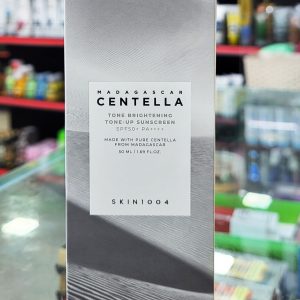 MADAGASCAR
CENTELLA
TONE BRIGHTENING
TONE-UP SUNSCREEN
SPF50+ PA++++
MADE WITH PURE CENTELLA
FROM MADAGASCAR
50 ML | 1.69 FL.OZ.
SKIN1004